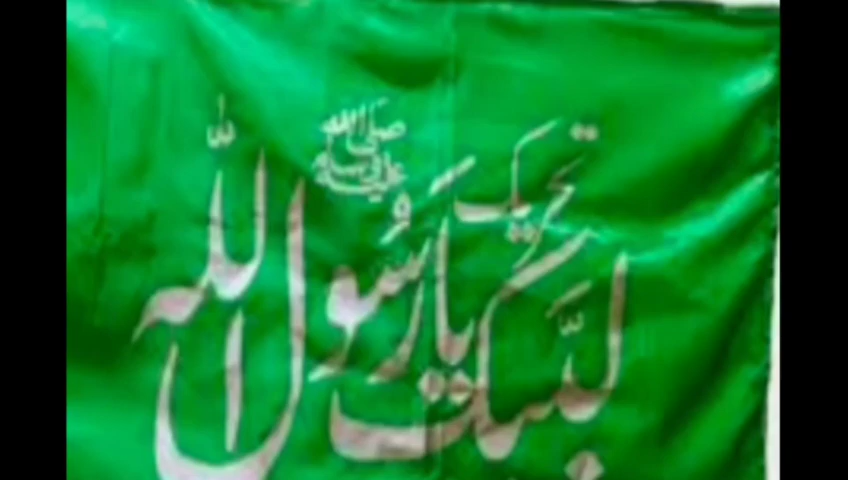 تحریک
لبیک یا رسول اللہ
صلی اللہ علیہ وسلم